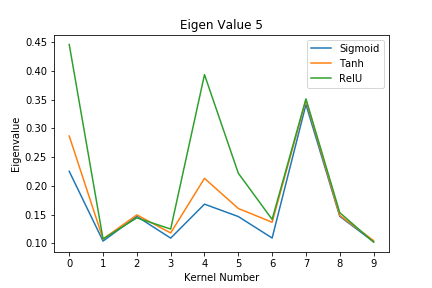 Eigen Value 5
Sigmoid
Tanh
RelU
Eigenvalue
0.45
0.40
0.35
0.30
0.25
0.20
0.15
0.10
0 1 2 3 4 5 6 7 8 9
Kernel Number